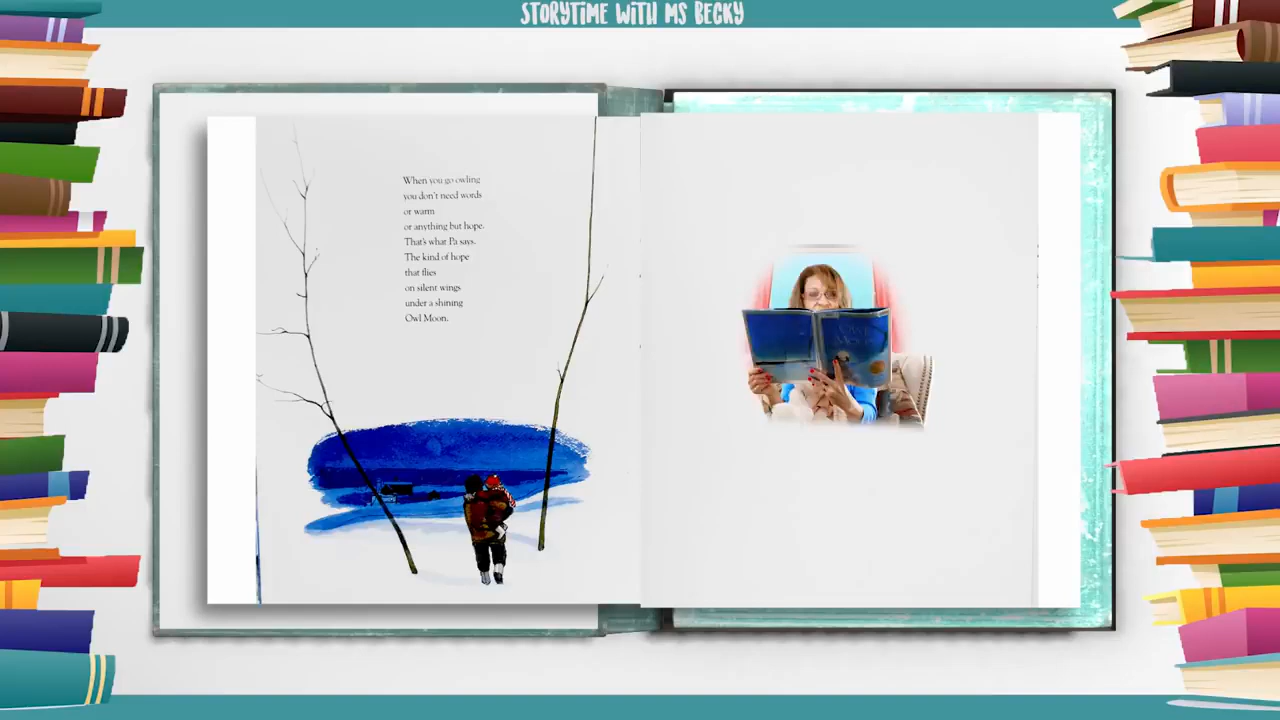 STORYTIME WITH MS BECKY
When you go owling
you don't need words
or warm
or anything but hope.
That's what Pa says.
The kind of hope
that flies
on silent wings
under a shining
Owl Moon.